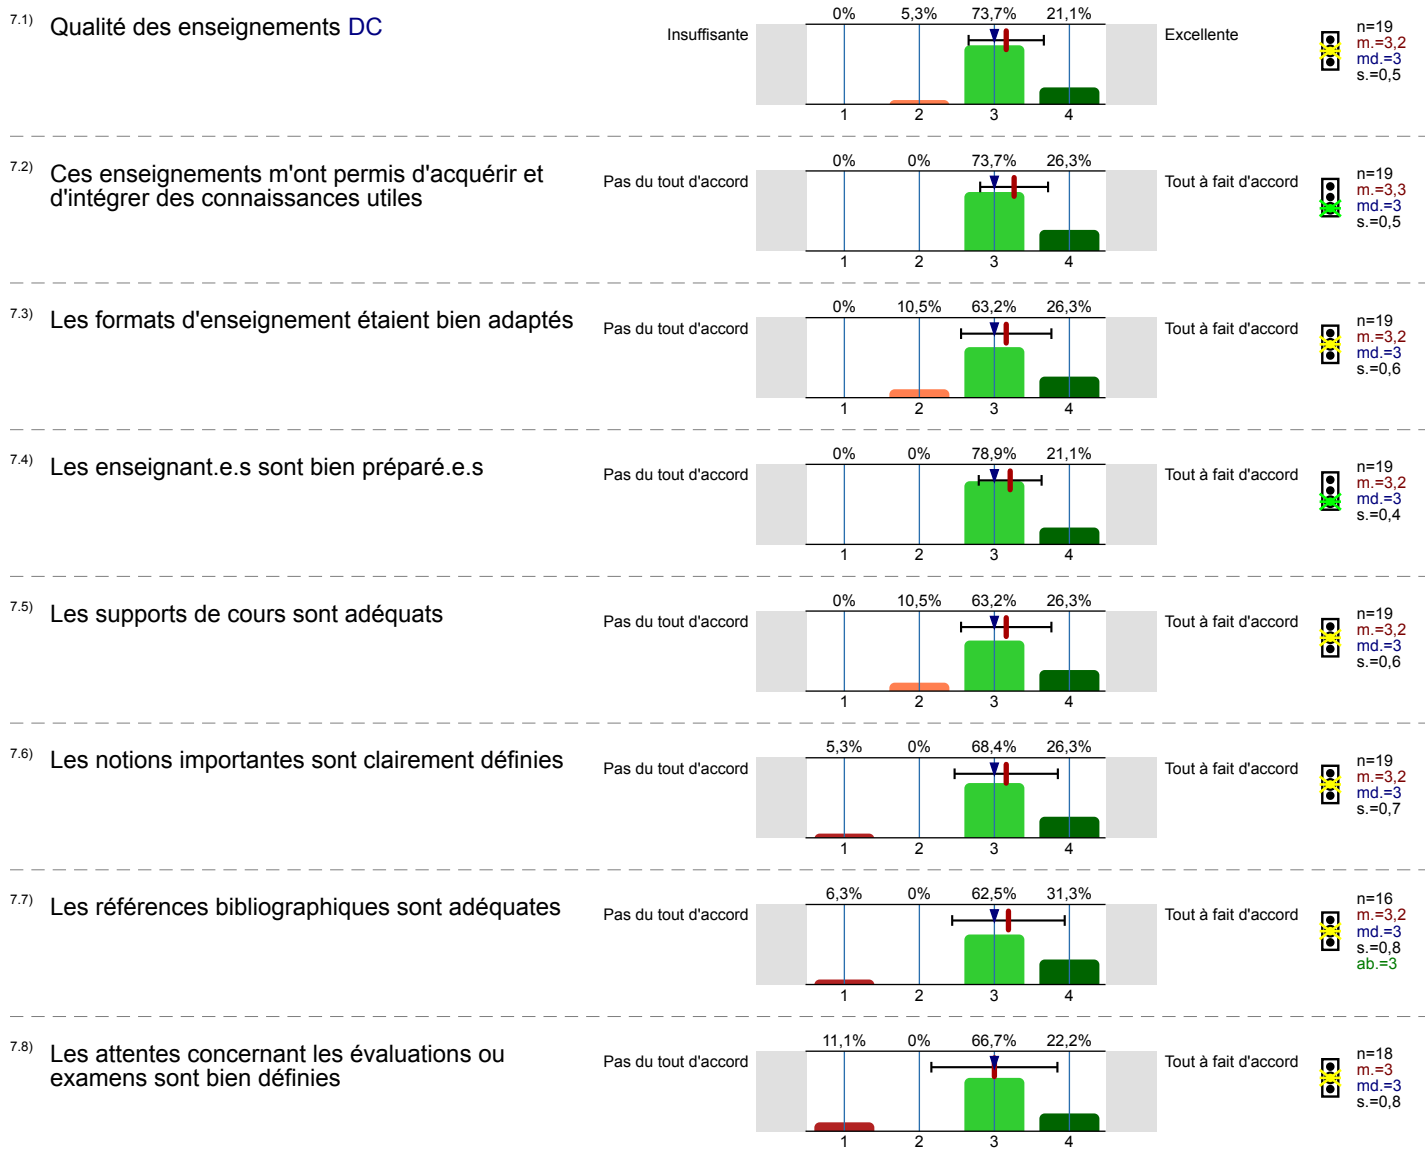 7.1) Qualité des enseignements DC
0% 5,3% 73,7% 21,1%
Insuffisante
Excellente
1 2 3 4
n=19
m.=3,2
md.=3
s.=0,5
7.2) Ces enseignements m'ont permis d'acquérir et
d'intégrer des connaissances utiles
0% 0% 73,7% 26,3%
Pas du tout d'accord
Tout à fait d'accord
1 2 3 4
n=19
m.=3,3
md.=3
s.=0,5
7.3) Les formats d'enseignement étaient bien adaptés
0% 10,5% 63,2% 26,3%
Pas du tout d'accord
Tout à fait d'accord
1 2 3 4
n=19
m.=3,2
md.=3
s.=0,6
7.4) Les enseignant.e.s sont bien préparé.e.s
0% 0% 78,9% 21,1%
Pas du tout d'accord
Tout à fait d'accord
1 2 3 4
n=19
m.=3,2
md.=3
s.=0,4
7.5) Les supports de cours sont adéquats
0% 10,5% 63,2% 26,3%
Pas du tout d'accord
Tout à fait d'accord
1 2 3 4
n=19
m.=3,2
md.=3
s.=0,6
7.6) Les notions importantes sont clairement définies
5,3% 0% 68,4% 26,3%
Pas du tout d'accord
Tout à fait d'accord
1 2 3 4
n=19
m.=3,2
md.=3
s.=0,7
7.7) Les références bibliographiques sont adéquates
6,3% 0% 62,5% 31,3%
Pas du tout d'accord
Tout à fait d'accord
1 2 3 4
n=16
m.=3,2
md.=3
s.=0,8
ab.=3
7.8) Les attentes concernant les évaluations ou
examens sont bien définies
11,1% 0% 66,7% 22,2%
Pas du tout d'accord
Tout à fait d'accord
1 2 3 4
n=18
m.=3
md.=3
s.=0,8